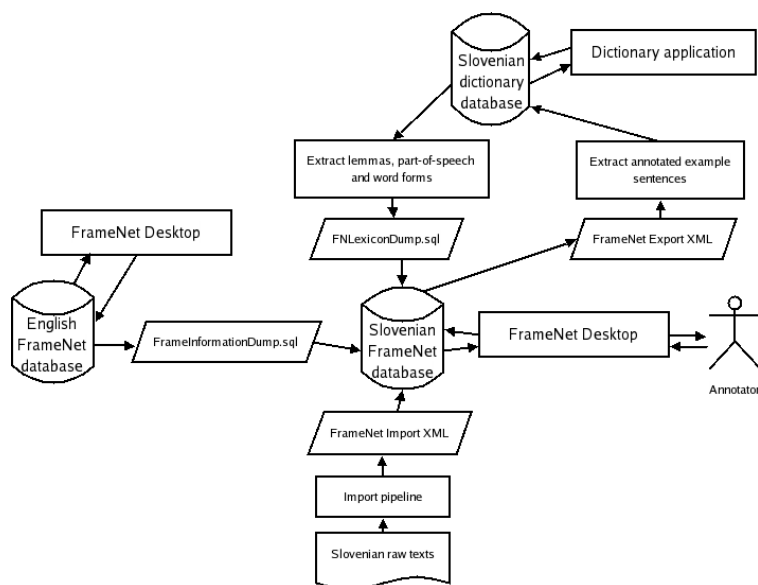 Slovenian
dictionary
database
Dictionary application
Extract lemmas, part-of-speech
and word forms
Extract annotated example
sentences
FrameNet Desktop
FNLexiconDump.sql
FrameNet Export XML
English
FrameNet
database
FrameInformationDump.sql
Slovenian
FrameNet
database
FrameNet Desktop
Annotator
FrameNet Import XML
Import pipeline
Slovenian raw texts